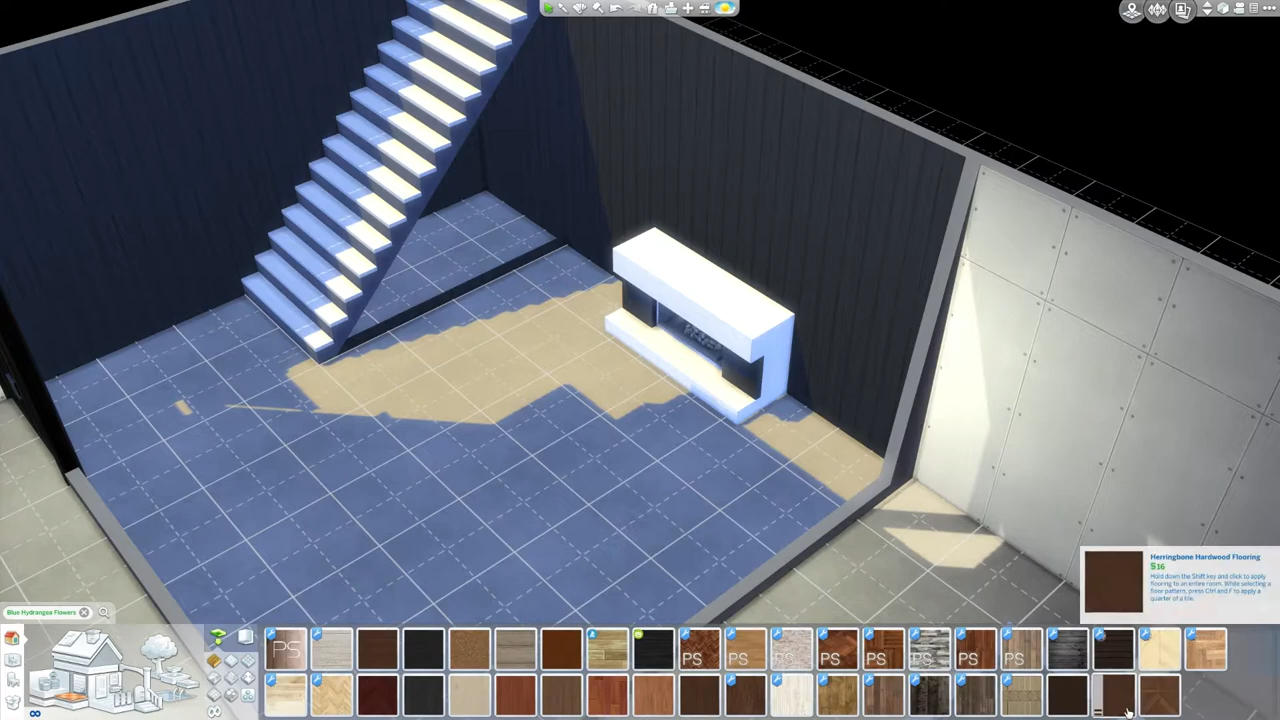 Herringbone Hardwood Flooring
§16
Hold down the Shift key and click to apply
flooring to an entire room. While selecting a
floor pattern, press Ctrl and F to apply a
quarter of a tile.
Blue Hydrangea Flowers
PS
PS
PS
PS
PS
PS
PS
PS
PS